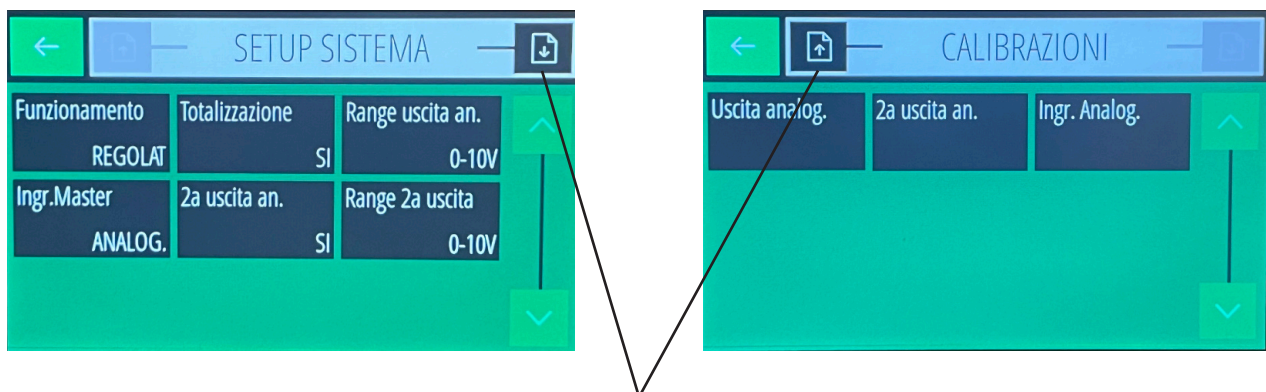 SETUP SISTEMA
Funzionamento
REGOLAT
Totalizzazione
SI
Range uscita an.
0-10V
Ingr.Master
ANALOG.
2a uscita an.
SI
Range 2a uscita
0-10V
CALIBRAZIONI
Uscita analog.
2a uscita an.
Ingr. Analog.